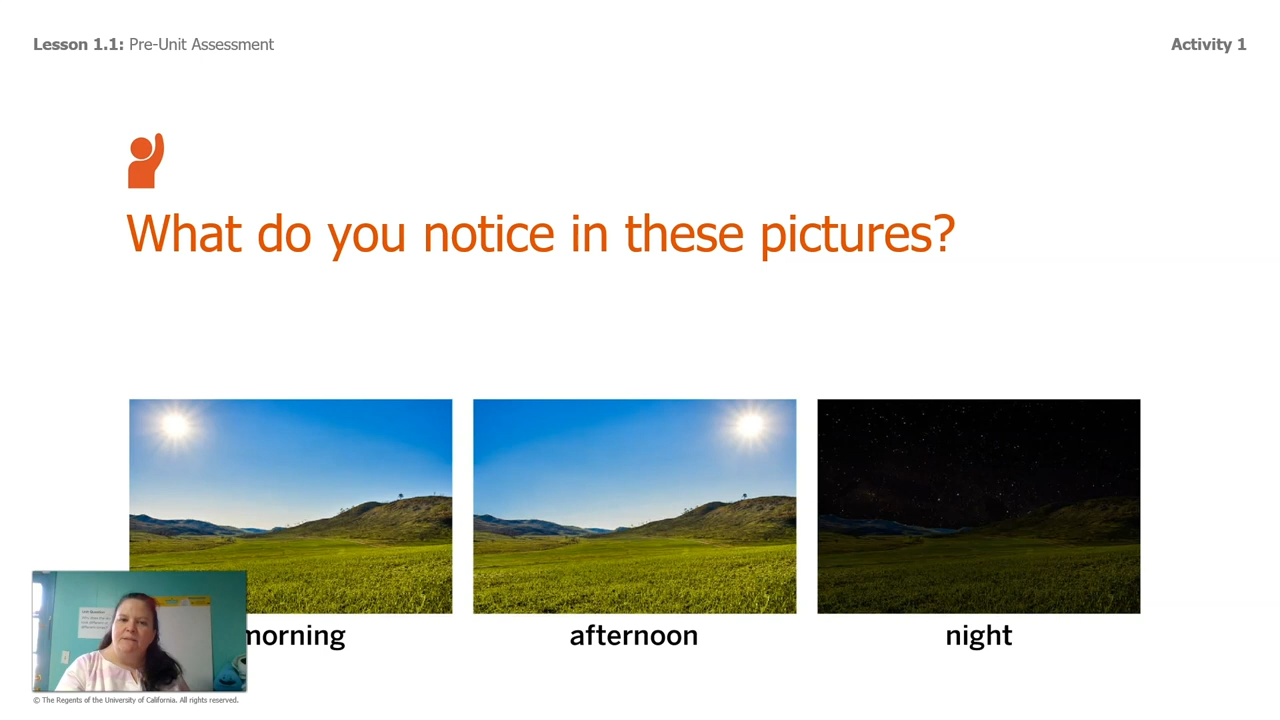 Lesson 1.1: Pre-Unit Assessment
Activity 1
What do you notice in these pictures?
morning
afternoon
night
© The Regents of the University of California. All rights reserved.